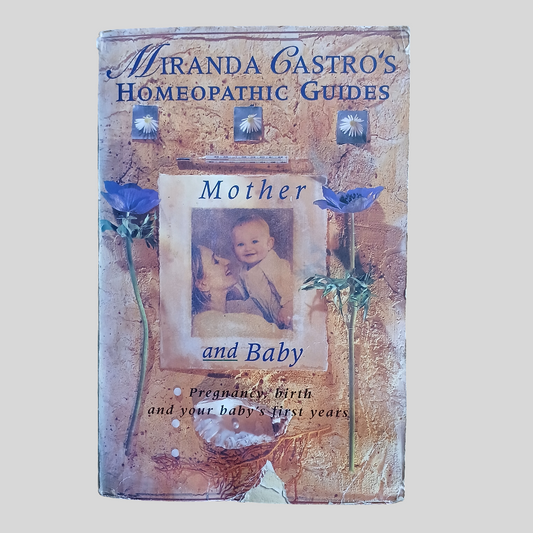 MIRANDA CASTRO'S
HOMEOPATHIC GUIDES
Mother
and Baby
Pregnancy, birth
and your baby's first years